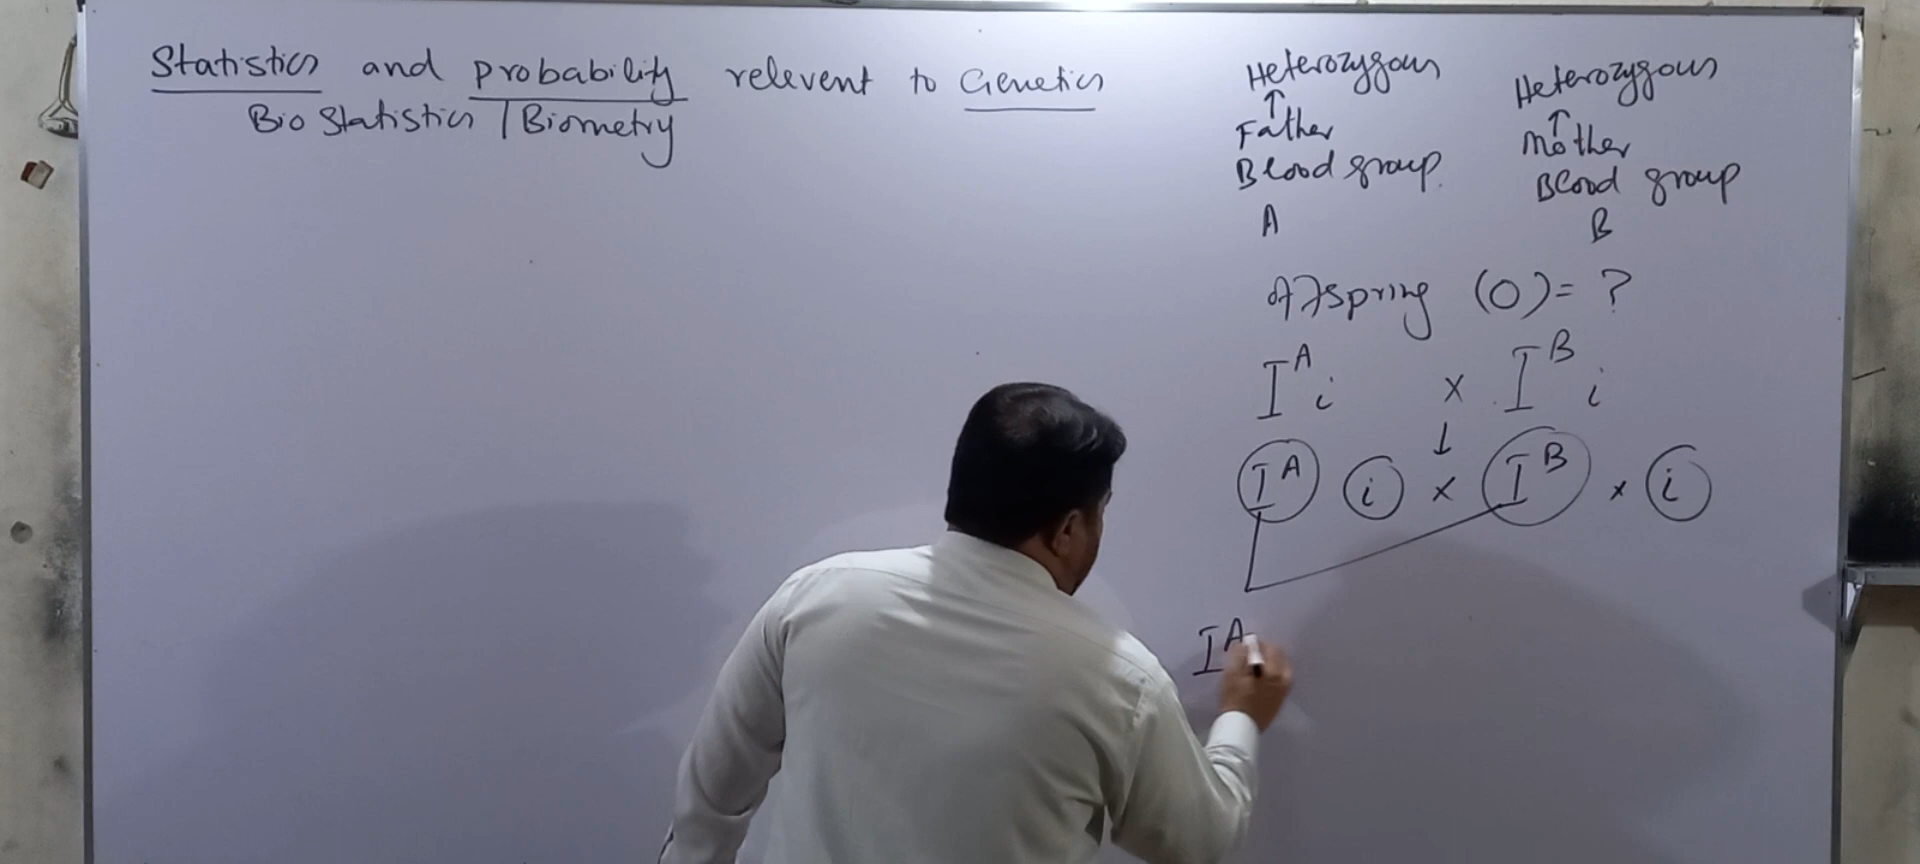 Statistics and probability relevent to Genetics
Bio Statistics / Biometry
Heterozygous
↑
Father
Blood group
A
Heterozygous
↑
Mother
Blood group
B
Offspring (O) = ?
I^A i × I^B i
↓
I^A i × I^B × i
I^A